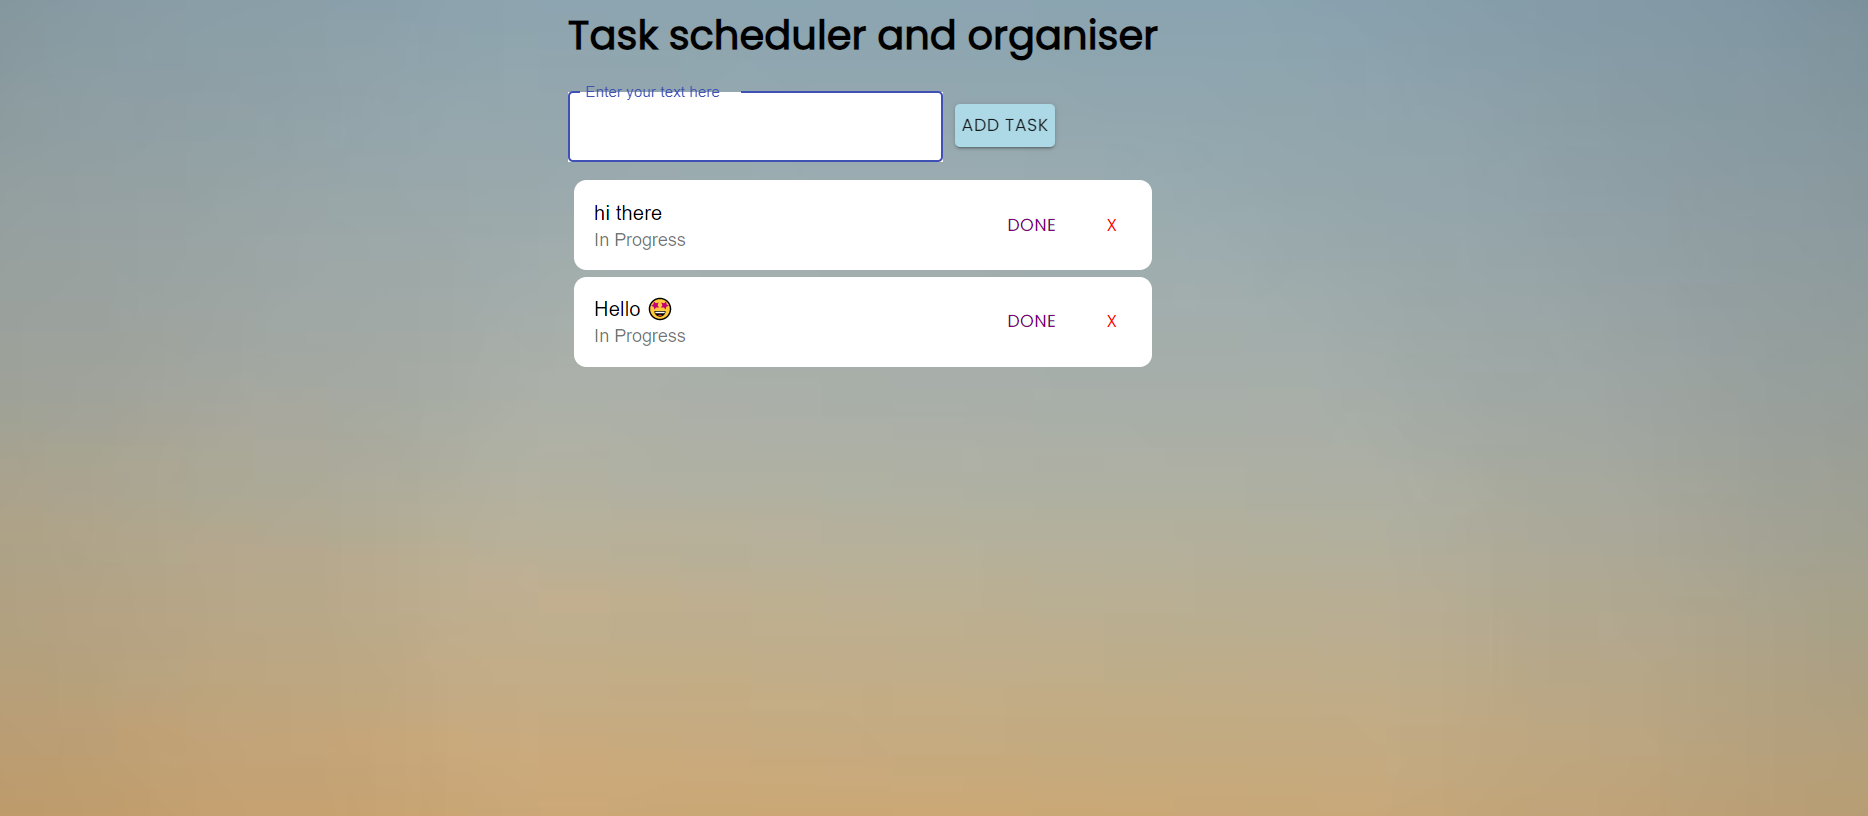 Task scheduler and organiser
Enter your text here
ADD TASK
hi there
In Progress
DONE X
Hello 🤩
In Progress
DONE X